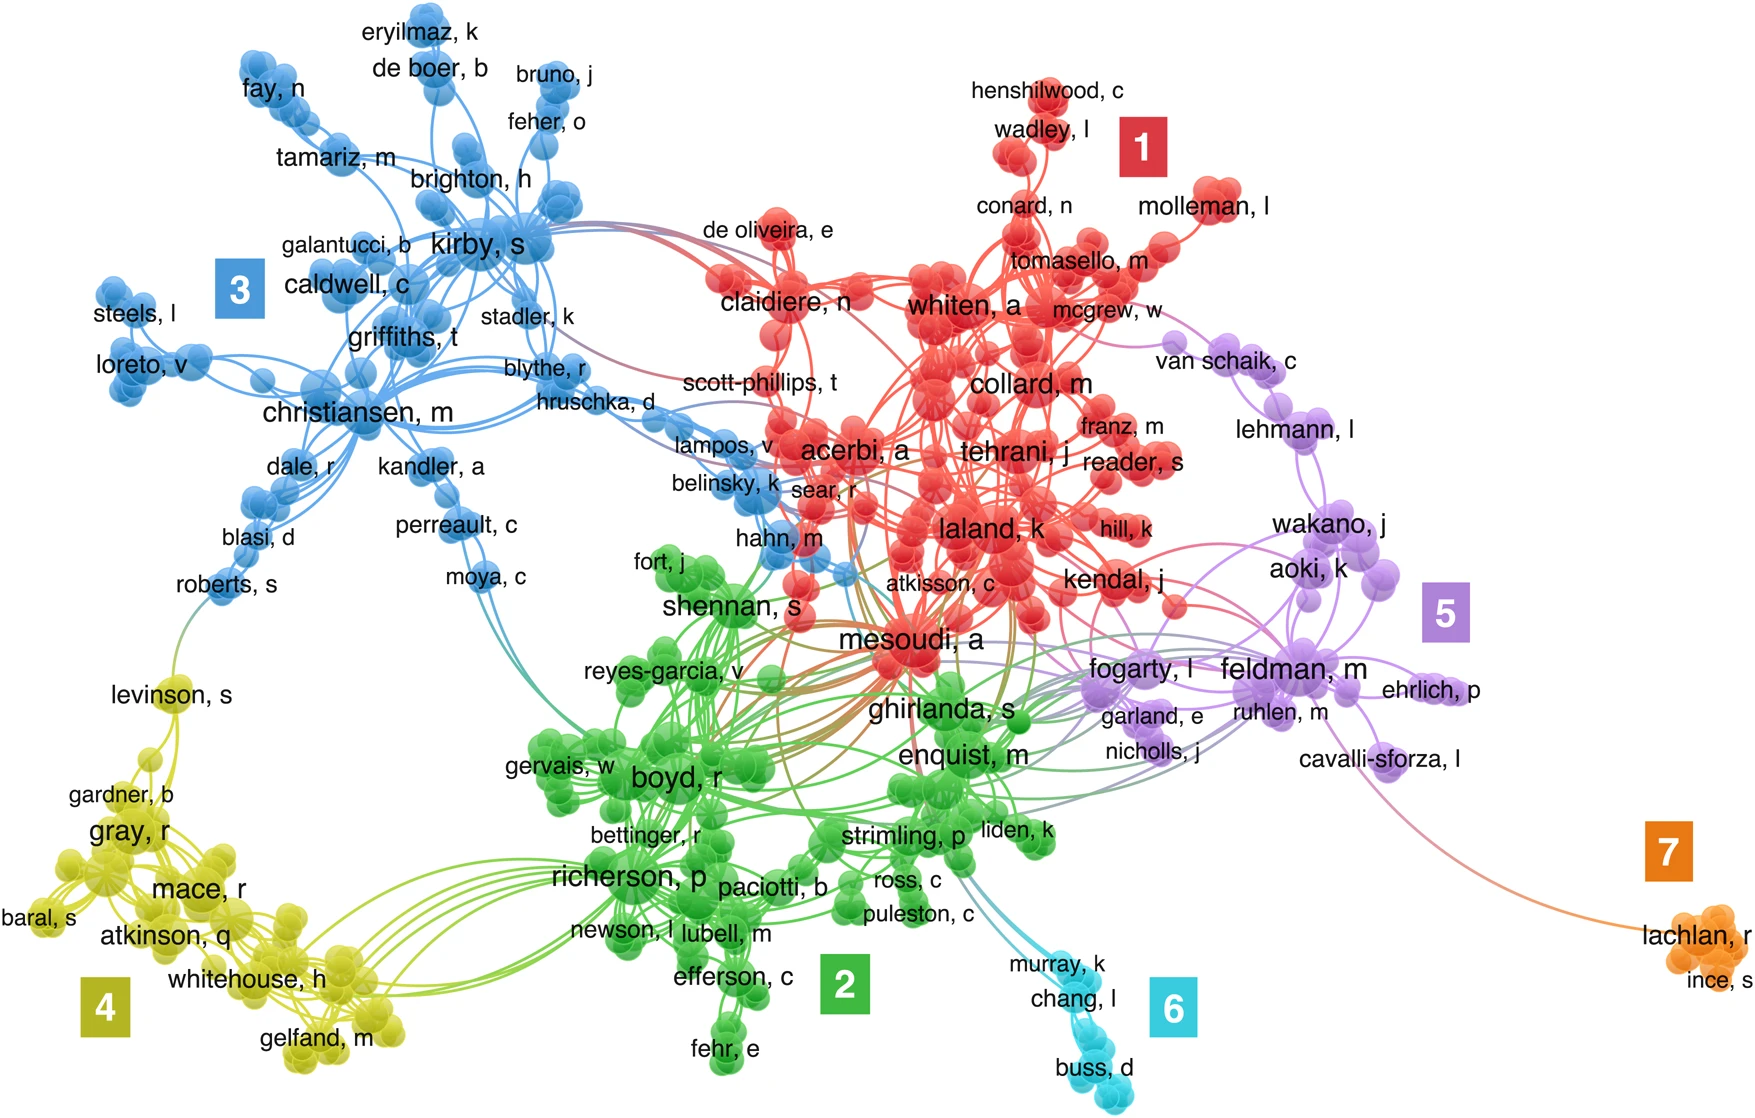 eryilmaz, k
de boer, b
bruno, j
fay, n
feher, o
tamariz, m
brighton, h
galantucci, b
kirby, s
caldwell, c
3
steels, l
stadler, k
griffiths, t
loreto, v
blythe, r
hruschka, d
christiansen, m
dale, r
kandler, a
lampos, v
belinsky, k
blasi, d
perreault, c
hahn, m
roberts, s
moya, c
henshilwood, c
wadley, l
1
conard, n
molleman, l
de oliveira, e
tomasello, m
claidiere, n
whiten, a
mcgrew, w
scott-phillips, t
collard, m
franz, m
acerbi, a
tehrani, j
reader, s
sear, r
laland, k
hill, k
atkisson, c
kendal, j
mesoudi, a
van schaik, c
lehmann, l
wakano, j
aoki, k
5
fogarty, l
feldman, m
ehrlich, p
garland, e
ruhlen, m
nicholls, j
cavalli-sforza, l
fort, j
shennan, s
reyes-garcia, v
ghirlanda, s
enquist, m
gervais, w
boyd, r
bettinger, r
strimling, p
liden, k
richerson, p
paciotti, b
ross, c
puleston, c
newson, l
lubell, m
efferson, c
2
fehr, e
levinson, s
gardner, b
gray, r
mace, r
baral, s
atkinson, q
whitehouse, h
4
gelfand, m
murray, k
chang, l
6
buss, d
7
lachlan, r
ince, s